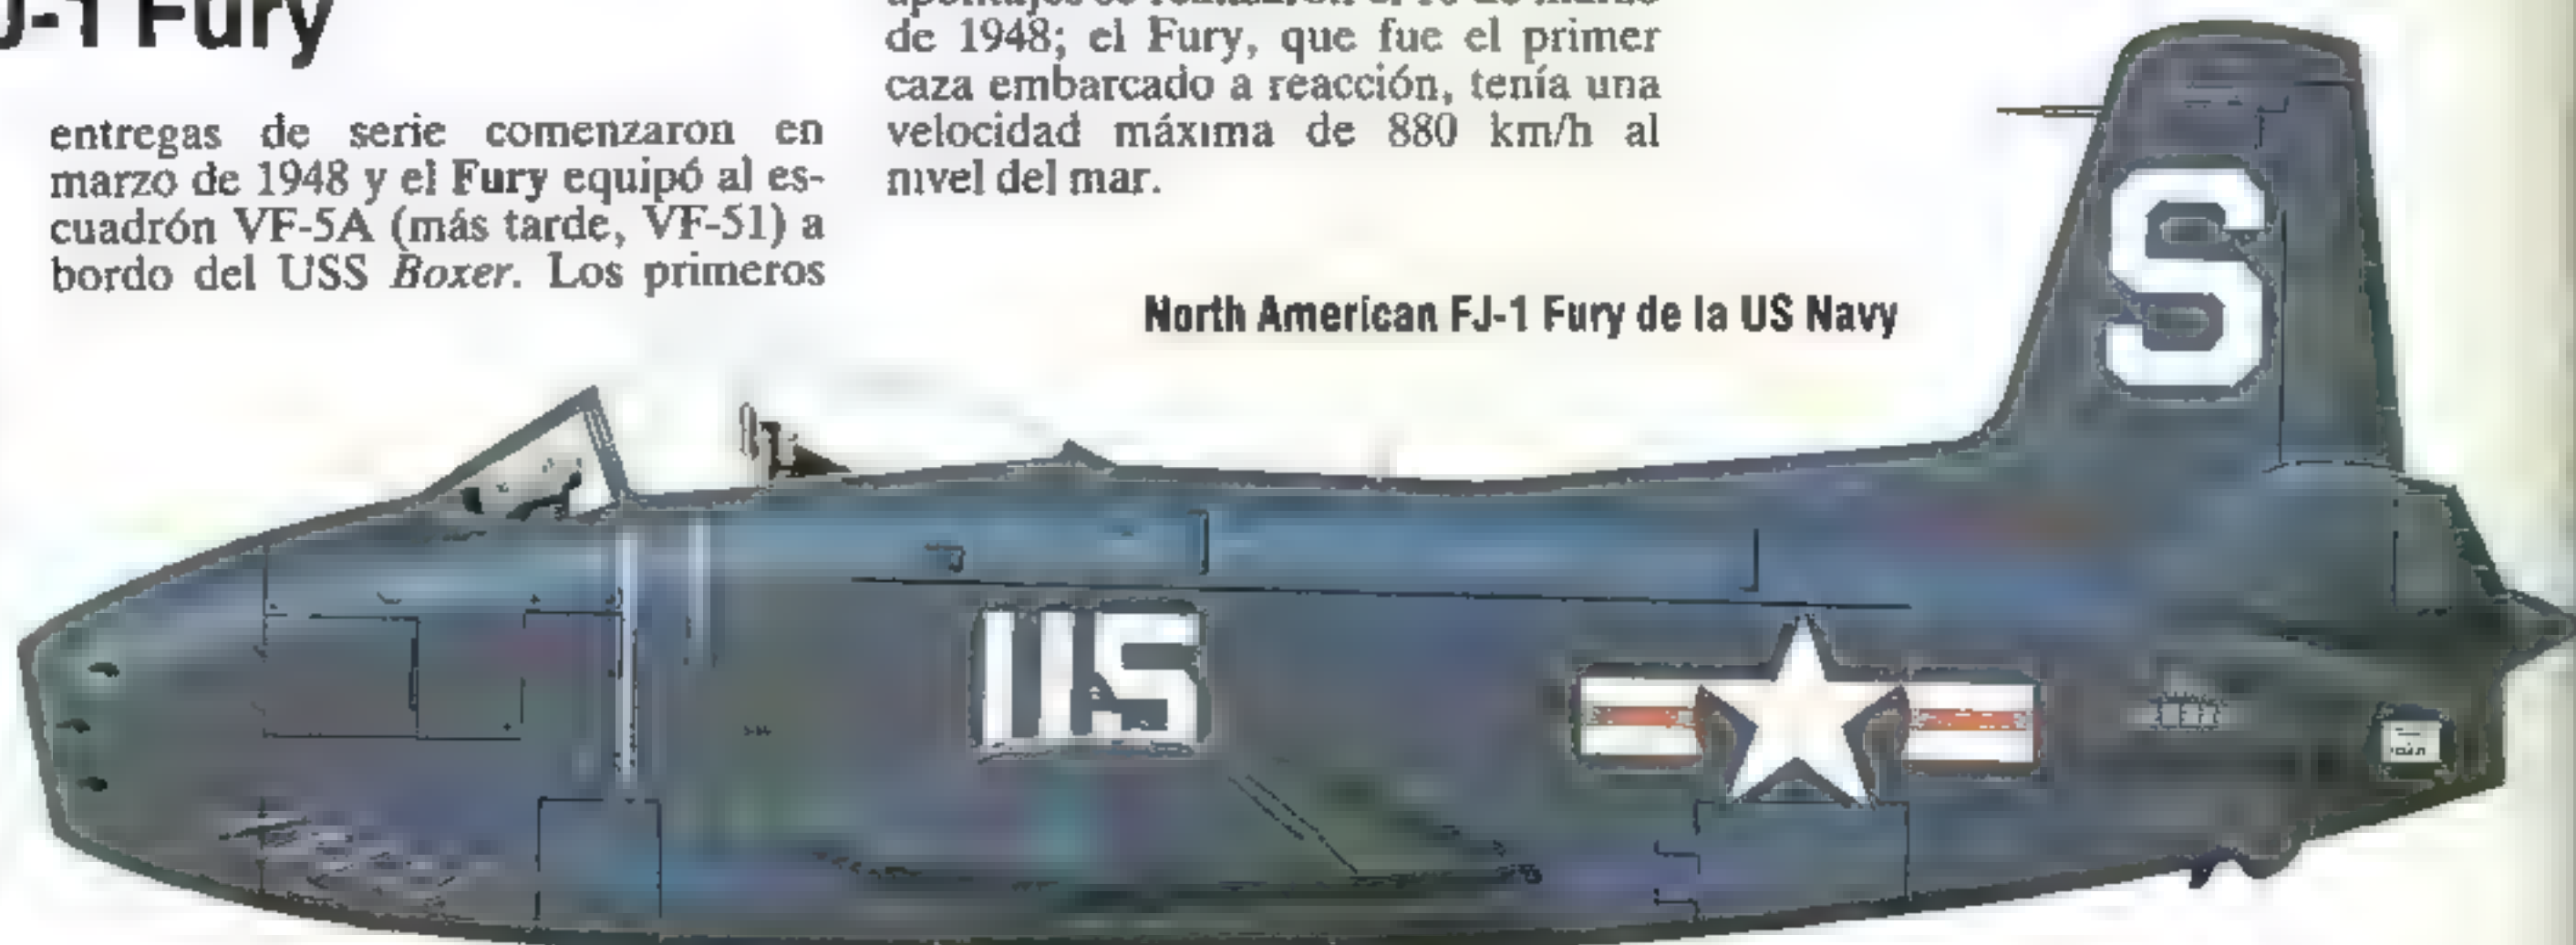 J-1 Fury
entregas de serie comenzaron en
marzo de 1948 y el Fury equipó al es-
cuadrón VF-5A (más tarde, VF-51) a
bordo del USS Boxer. Los primeros
de 1948; el Fury, que fue el primer
caza embarcado a reacción, tenía una
velocidad máxima de 880 km/h al
nivel del mar.
North American FJ-1 Fury de la US Navy
S
115